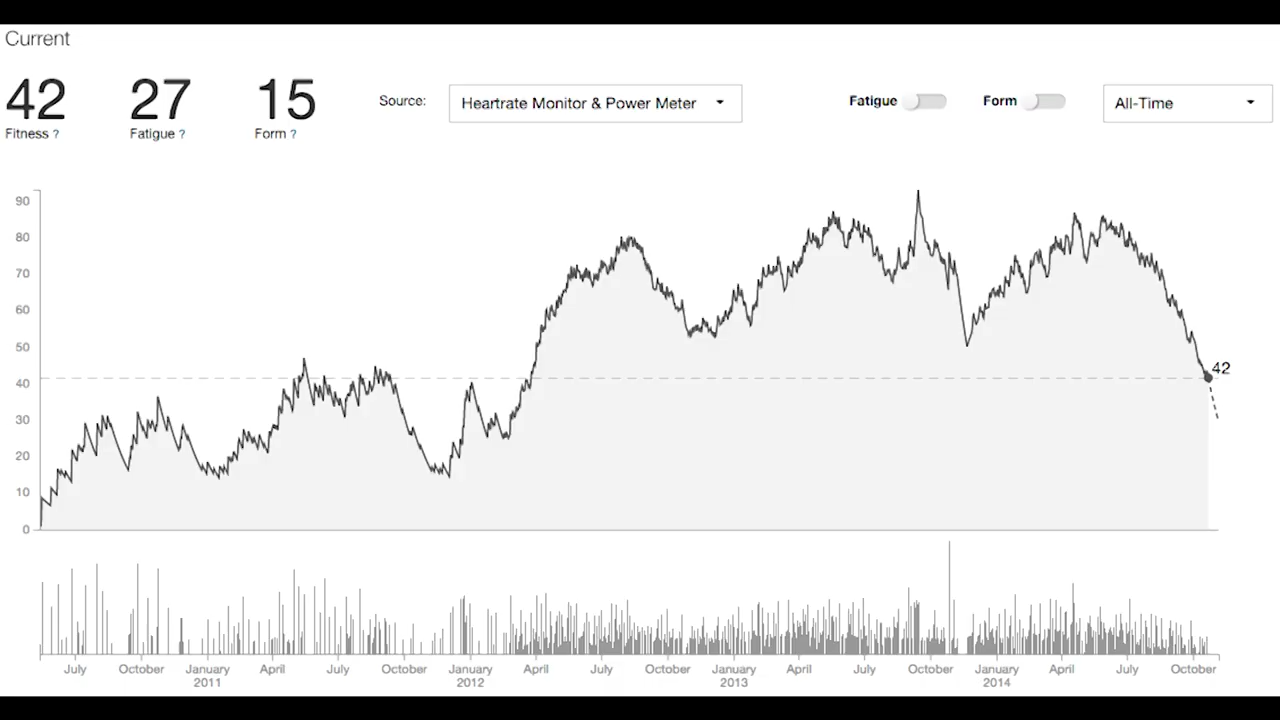 Current
42 27 15
Fitness ? Fatigue ? Form ?
Source: Heartrate Monitor & Power Meter
Fatigue Form All-Time
90
80
70
60
50
40
30
20
10
0
42
July October January April July October January April July October January April July October January April July October
2011 2012 2013 2014